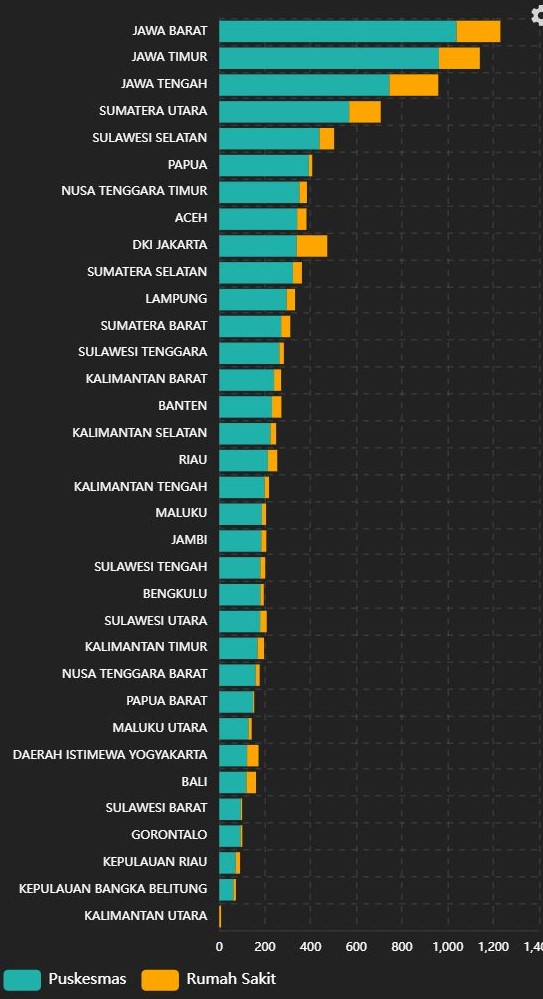 JAWA BARAT
JAWA TIMUR
JAWA TENGAH
SUMATERA UTARA
SULAWESI SELATAN
PAPUA
NUSA TENGGARA TIMUR
ACEH
DKI JAKARTA
SUMATERA SELATAN
LAMPUNG
SUMATERA BARAT
SULAWESI TENGGARA
KALIMANTAN BARAT
BANTEN
KALIMANTAN SELATAN
RIAU
KALIMANTAN TENGAH
MALUKU
JAMBI
SULAWESI TENGAH
BENGKULU
SULAWESI UTARA
KALIMANTAN TIMUR
NUSA TENGGARA BARAT
PAPUA BARAT
MALUKU UTARA
DAERAH ISTIMEWA YOGYAKARTA
BALI
SULAWESI BARAT
GORONTALO
KEPULAUAN RIAU
KEPULAUAN BANGKA BELITUNG
KALIMANTAN UTARA
0 200 400 600 800 1,000 1,200
Puskesmas Rumah Sakit